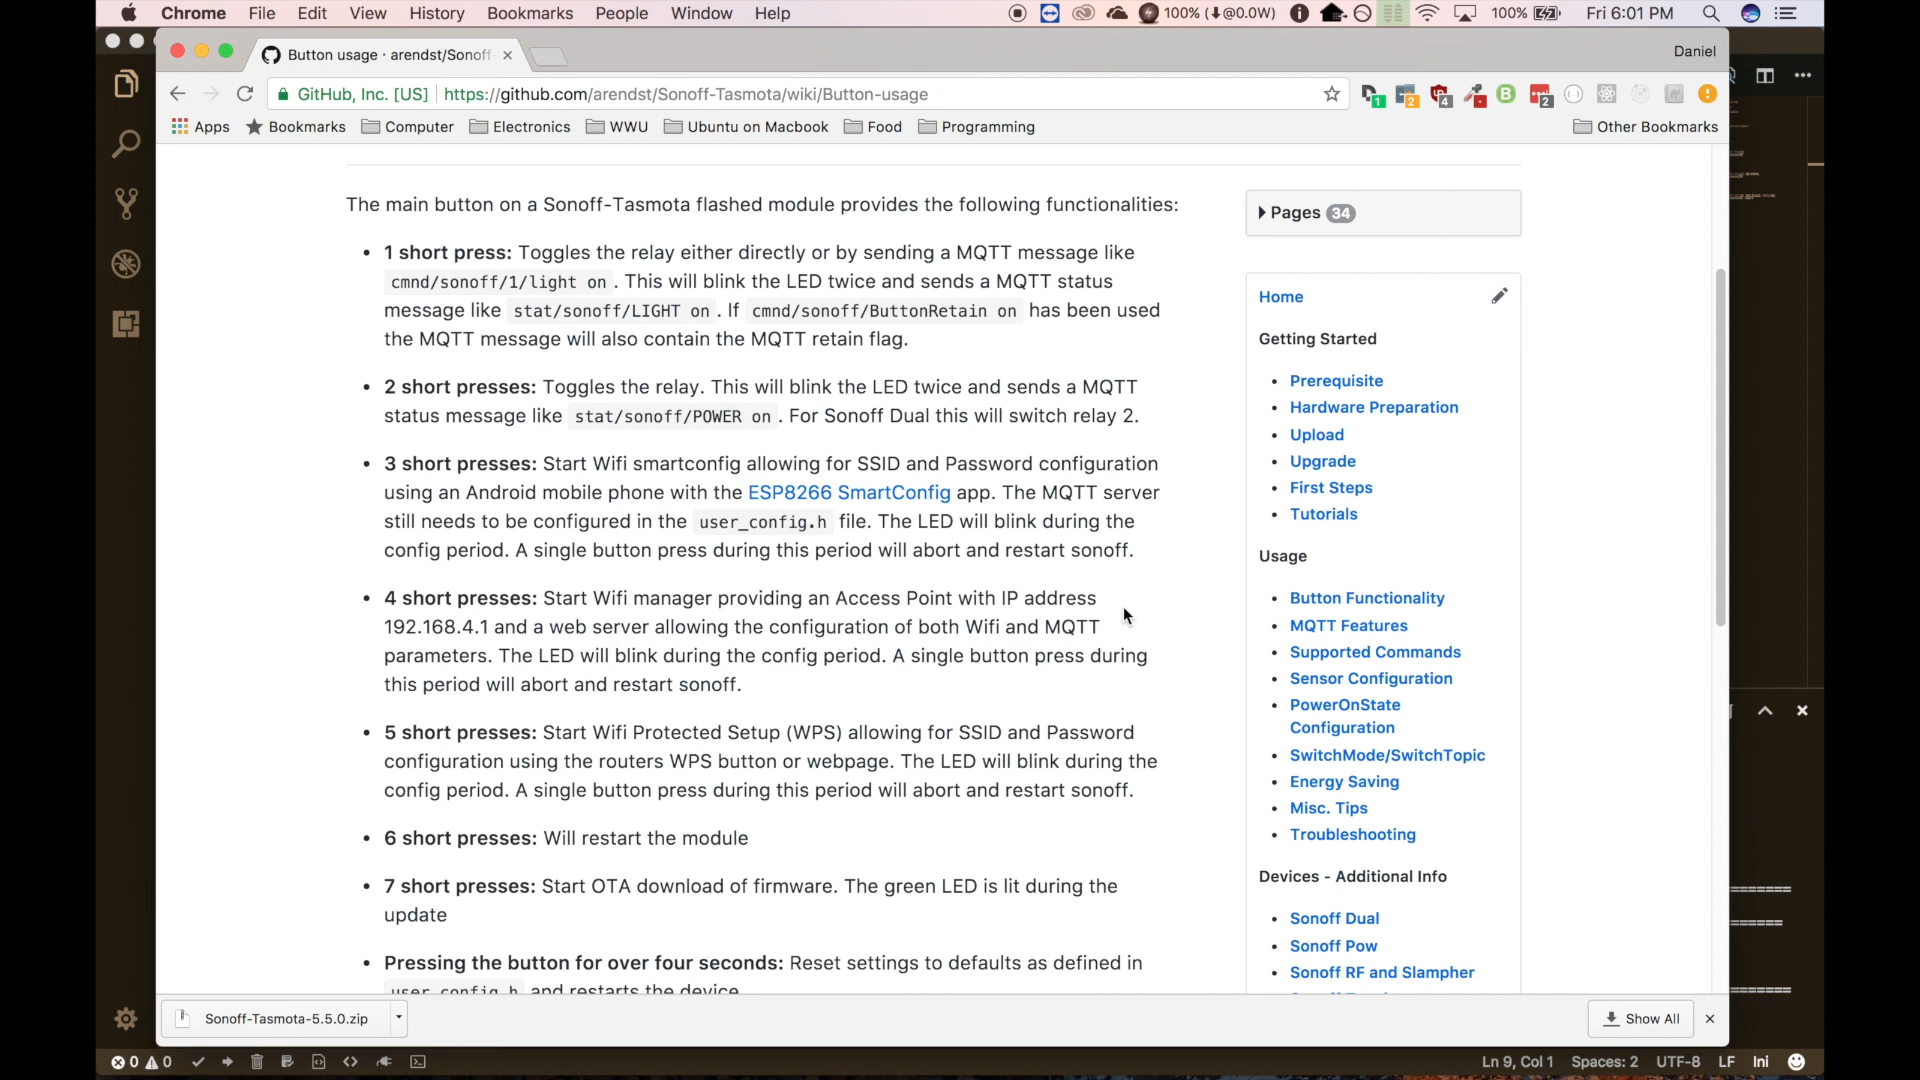 Chrome File Edit View History Bookmarks People Window Help 100% (⬇@0.0W) 100% Fri 6:01 PM
Button usage · arendst/Sonoff Daniel
GitHub, Inc. [US] https://github.com/arendst/Sonoff-Tasmota/wiki/Button-usage
Apps Bookmarks Computer Electronics WWU Ubuntu on Macbook Food Programming Other Bookmarks
The main button on a Sonoff-Tasmota flashed module provides the following functionalities:
• 1 short press: Toggles the relay either directly or by sending a MQTT message like
cmnd/sonoff/1/light on . This will blink the LED twice and sends a MQTT status
message like stat/sonoff/LIGHT on . If cmnd/sonoff/ButtonRetain on has been used
the MQTT message will also contain the MQTT retain flag.
• 2 short presses: Toggles the relay. This will blink the LED twice and sends a MQTT
status message like stat/sonoff/POWER on . For Sonoff Dual this will switch relay 2.
• 3 short presses: Start Wifi smartconfig allowing for SSID and Password configuration
using an Android mobile phone with the ESP8266 SmartConfig app. The MQTT server
still needs to be configured in the user_config.h file. The LED will blink during the
config period. A single button press during this period will abort and restart sonoff.
• 4 short presses: Start Wifi manager providing an Access Point with IP address
192.168.4.1 and a web server allowing the configuration of both Wifi and MQTT
parameters. The LED will blink during the config period. A single button press during
this period will abort and restart sonoff.
• 5 short presses: Start Wifi Protected Setup (WPS) allowing for SSID and Password
configuration using the routers WPS button or webpage. The LED will blink during the
config period. A single button press during this period will abort and restart sonoff.
• 6 short presses: Will restart the module
• 7 short presses: Start OTA download of firmware. The green LED is lit during the
update
• Pressing the button for over four seconds: Reset settings to defaults as defined in
user_config.h and restarts the device
Pages 34
Home
Getting Started
• Prerequisite
• Hardware Preparation
• Upload
• Upgrade
• First Steps
• Tutorials
Usage
• Button Functionality
• MQTT Features
• Supported Commands
• Sensor Configuration
• PowerOnState
Configuration
• SwitchMode/SwitchTopic
• Energy Saving
• Misc. Tips
• Troubleshooting
Devices - Additional Info
• Sonoff Dual
• Sonoff Pow
• Sonoff RF and Slampher
Sonoff-Tasmota-5.5.0.zip Show All
0 0 Ln 9, Col 1 Spaces: 2 UTF-8 LF Ini